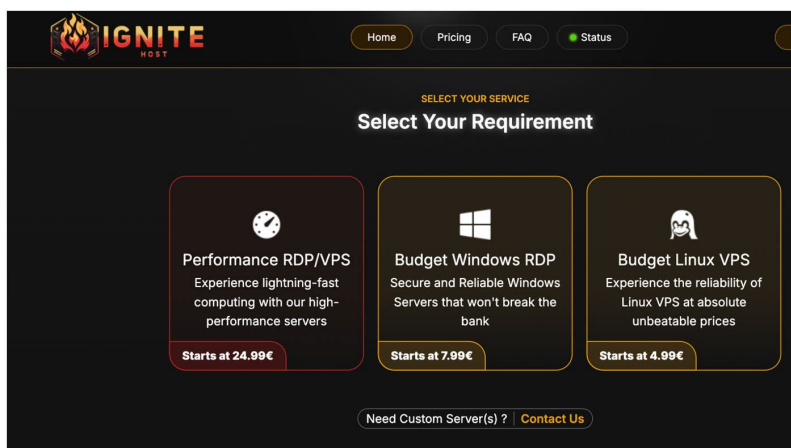 IGNITE
HOST
Home
Pricing
FAQ
Status
SELECT YOUR SERVICE
Select Your Requirement
Performance RDP/VPS
Experience lightning-fast
computing with our high-
performance servers
Starts at 24.99€
Budget Windows RDP
Secure and Reliable Windows
Servers that won't break the
bank
Starts at 7.99€
Budget Linux VPS
Experience the reliability of
Linux VPS at absolute
unbeatable prices
Starts at 4.99€
Need Custom Server(s) ? | Contact Us